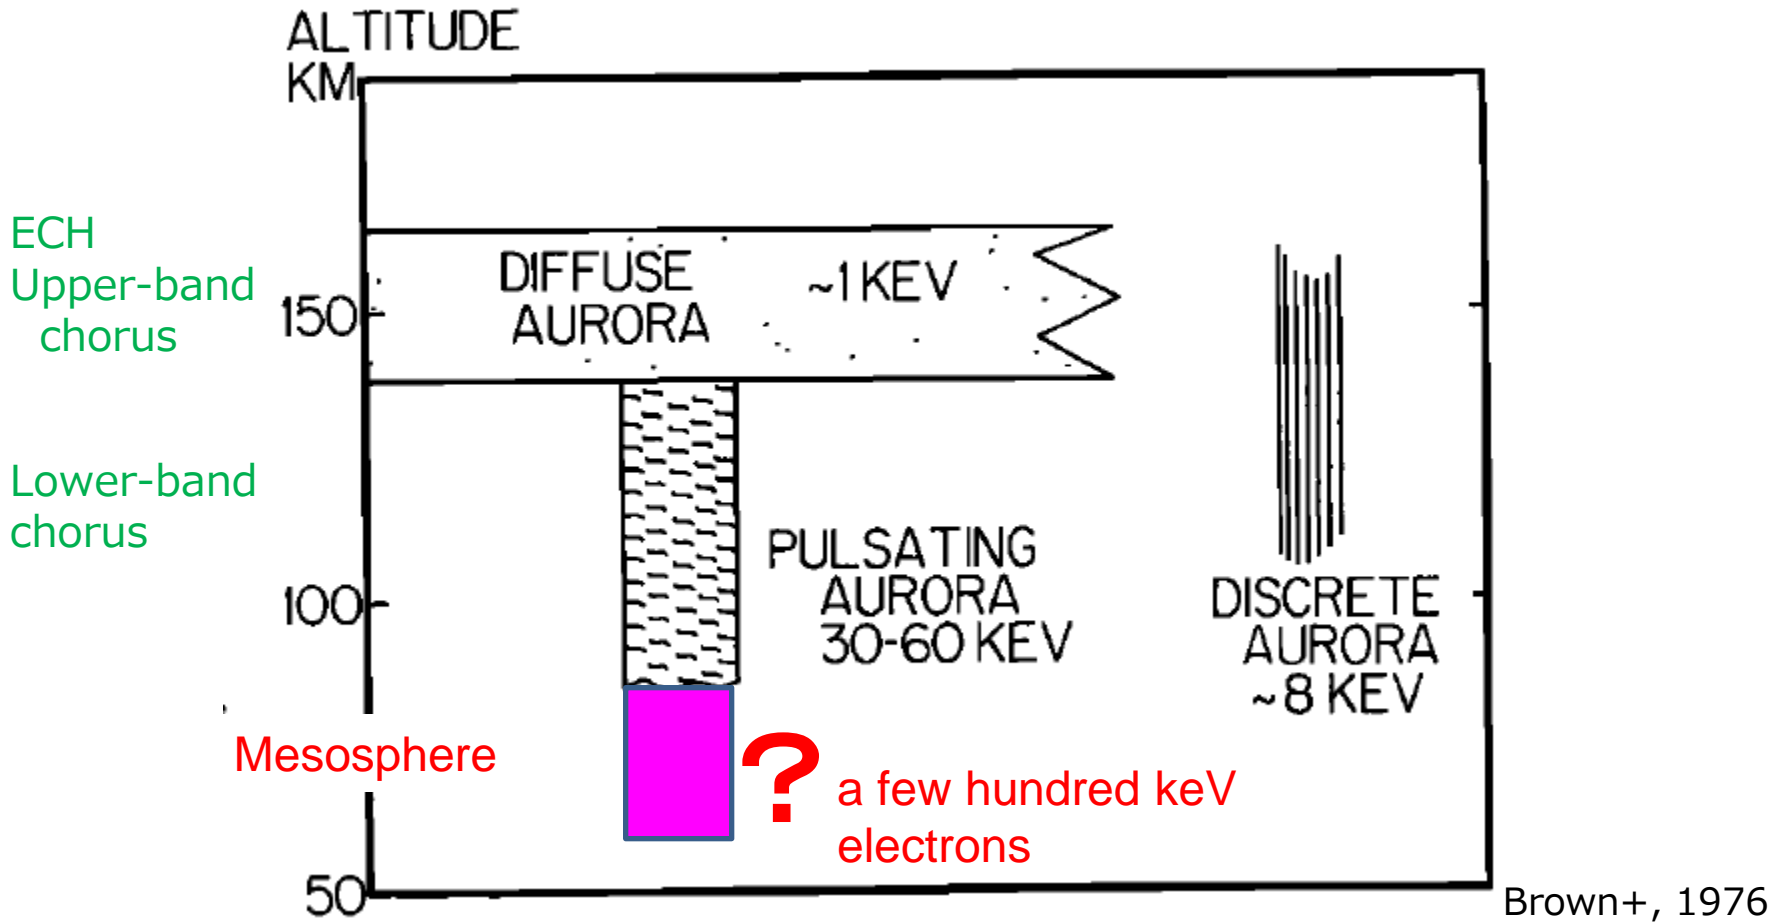 ALTITUDE
KM
ECH
Upper-band
chorus
DIFFUSE
AURORA
~1 KEV
150
Lower-band
chorus
PULSATING
AURORA
30-60 KEV
100
DISCRETE
AURORA
~8 KEV
Mesosphere
?
a few hundred keV
electrons
50
Brown+, 1976